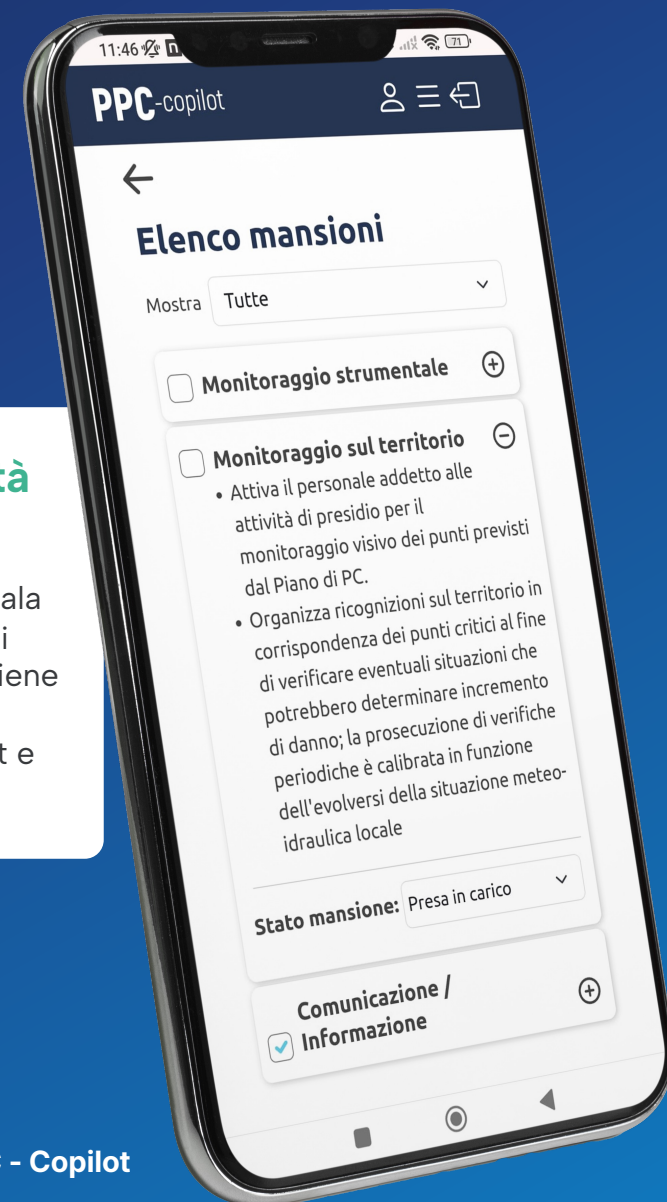 11:46
71
PPC-copilot
Elenco mansioni
Mostra Tutte
Monitoraggio strumentale
Monitoraggio sul territorio
• Attiva il personale addetto alle
attività di presidio per il
monitoraggio visivo dei punti previsti
dal Piano di PC.
• Organizza ricognizioni sul territorio in
corrispondenza dei punti critici al fine
di verificare eventuali situazioni che
potrebbero determinare incremento
di danno; la prosecuzione di verifiche
periodiche è calibrata in funzione
dell'evolversi della situazione meteo-
idraulica locale
Stato mansione: Presa in carico
Comunicazione /
Informazione
tà
ala
i
iene
t e
- Copilot